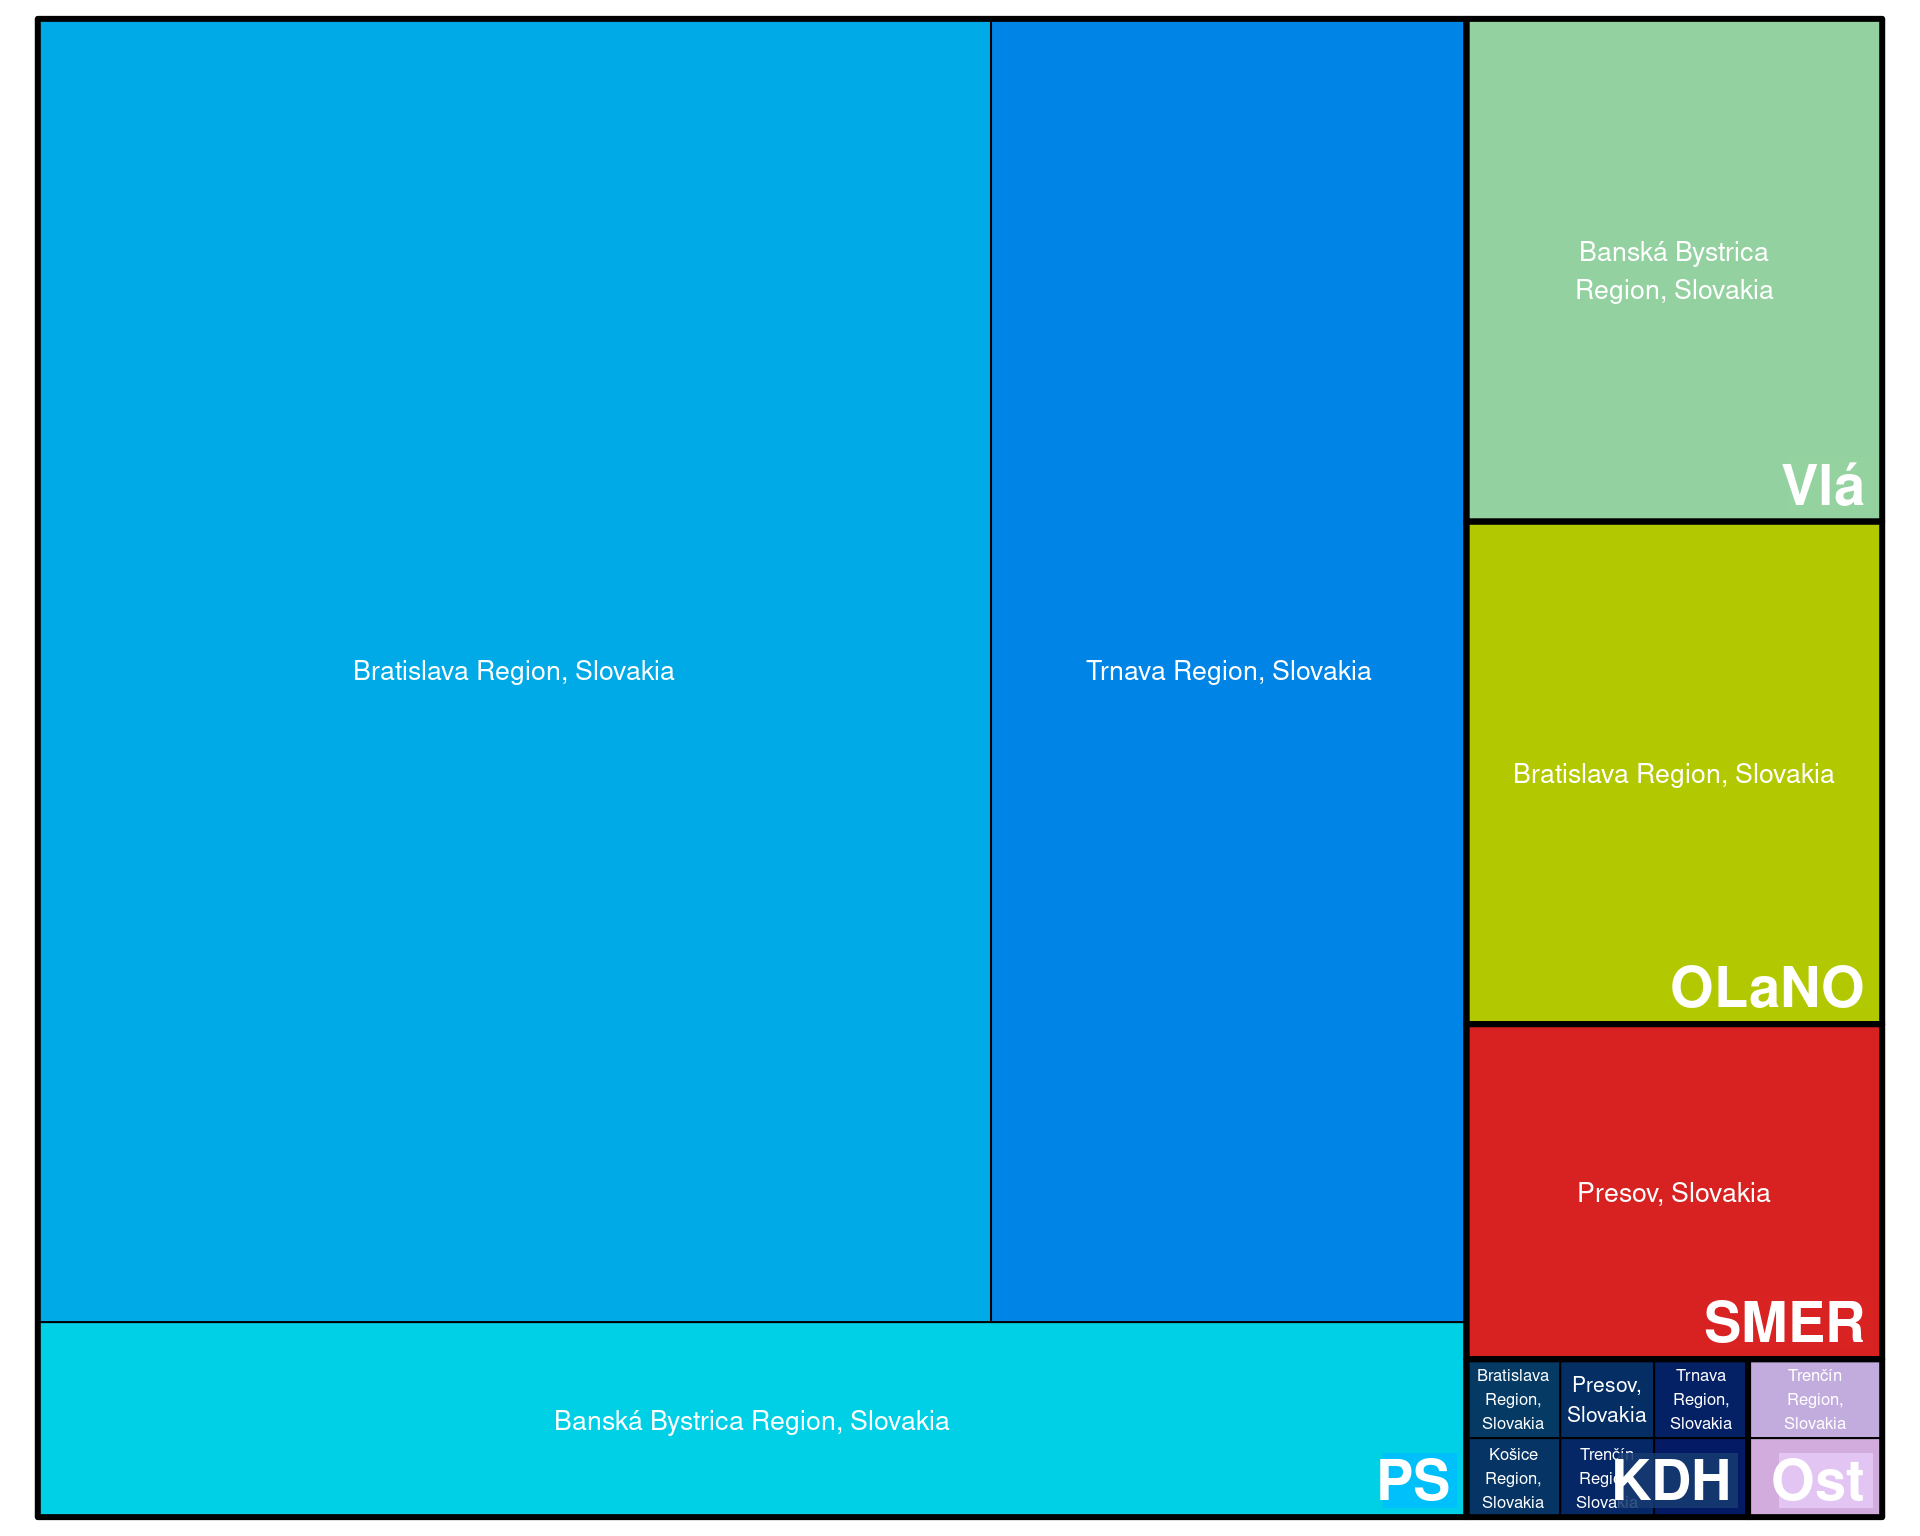 Bratislava Region, Slovakia
Trnava Region, Slovakia
Banská Bystrica Region, Slovakia
PS
Banská Bystrica
Region, Slovakia
Vlá
Bratislava Region, Slovakia
OLaNO
Presov, Slovakia
SMER
Bratislava
Region,
Slovakia
Presov,
Slovakia
Trnava
Region,
Slovakia
Košice
Region,
Slovakia
Trenčín
Region,
Slovakia
KDH
Trenčín
Region,
Slovakia
Ost